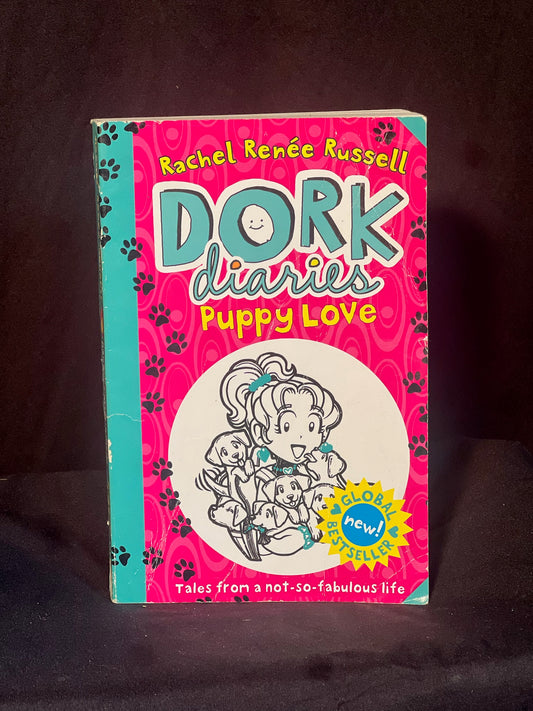 Rachel Renée Russell
DORK
diaries
Puppy Love
GLOBAL
new!
BESTSELLER
Tales from a not-so-fabulous life